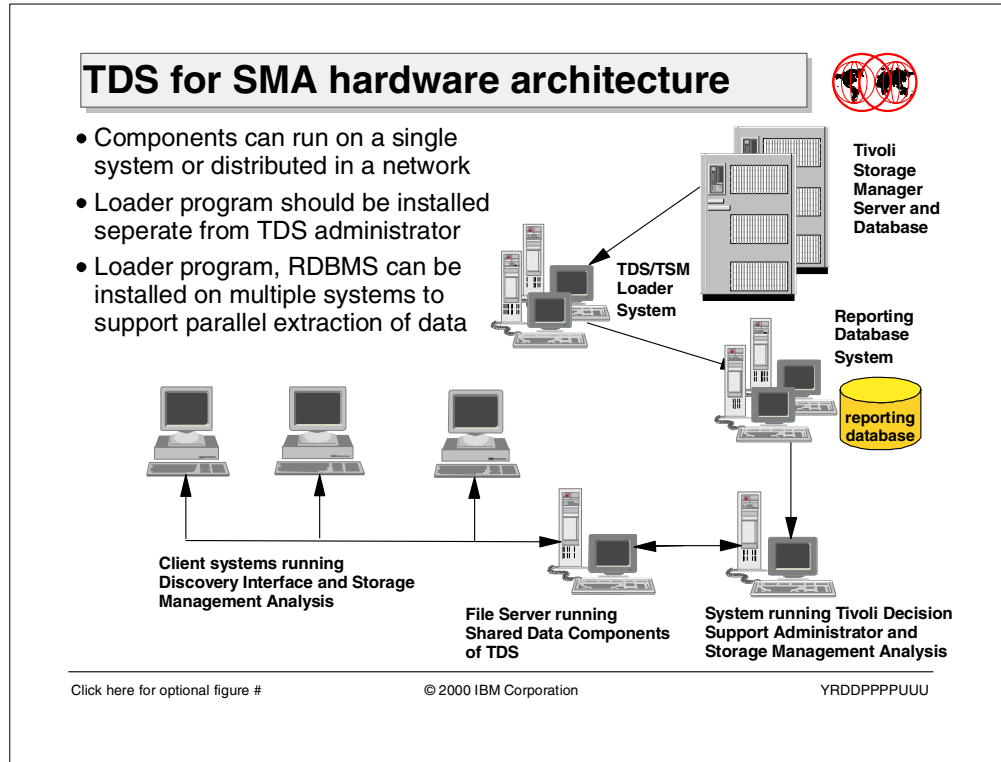 TDS for SMA hardware architecture
• Components can run on a single
system or distributed in a network
• Loader program should be installed
seperate from TDS administrator
• Loader program, RDBMS can be
installed on multiple systems to
support parallel extraction of data
Tivoli
Storage
Manager
Server and
Database
TDS/TSM
Loader
System
Reporting
Database
System
reporting
database
Client systems running
Discovery Interface and Storage
Management Analysis
File Server running
Shared Data Components
of TDS
System running Tivoli Decision
Support Administrator and
Storage Management Analysis
Click here for optional figure #
© 2000 IBM Corporation
YRDDPPPPUUU